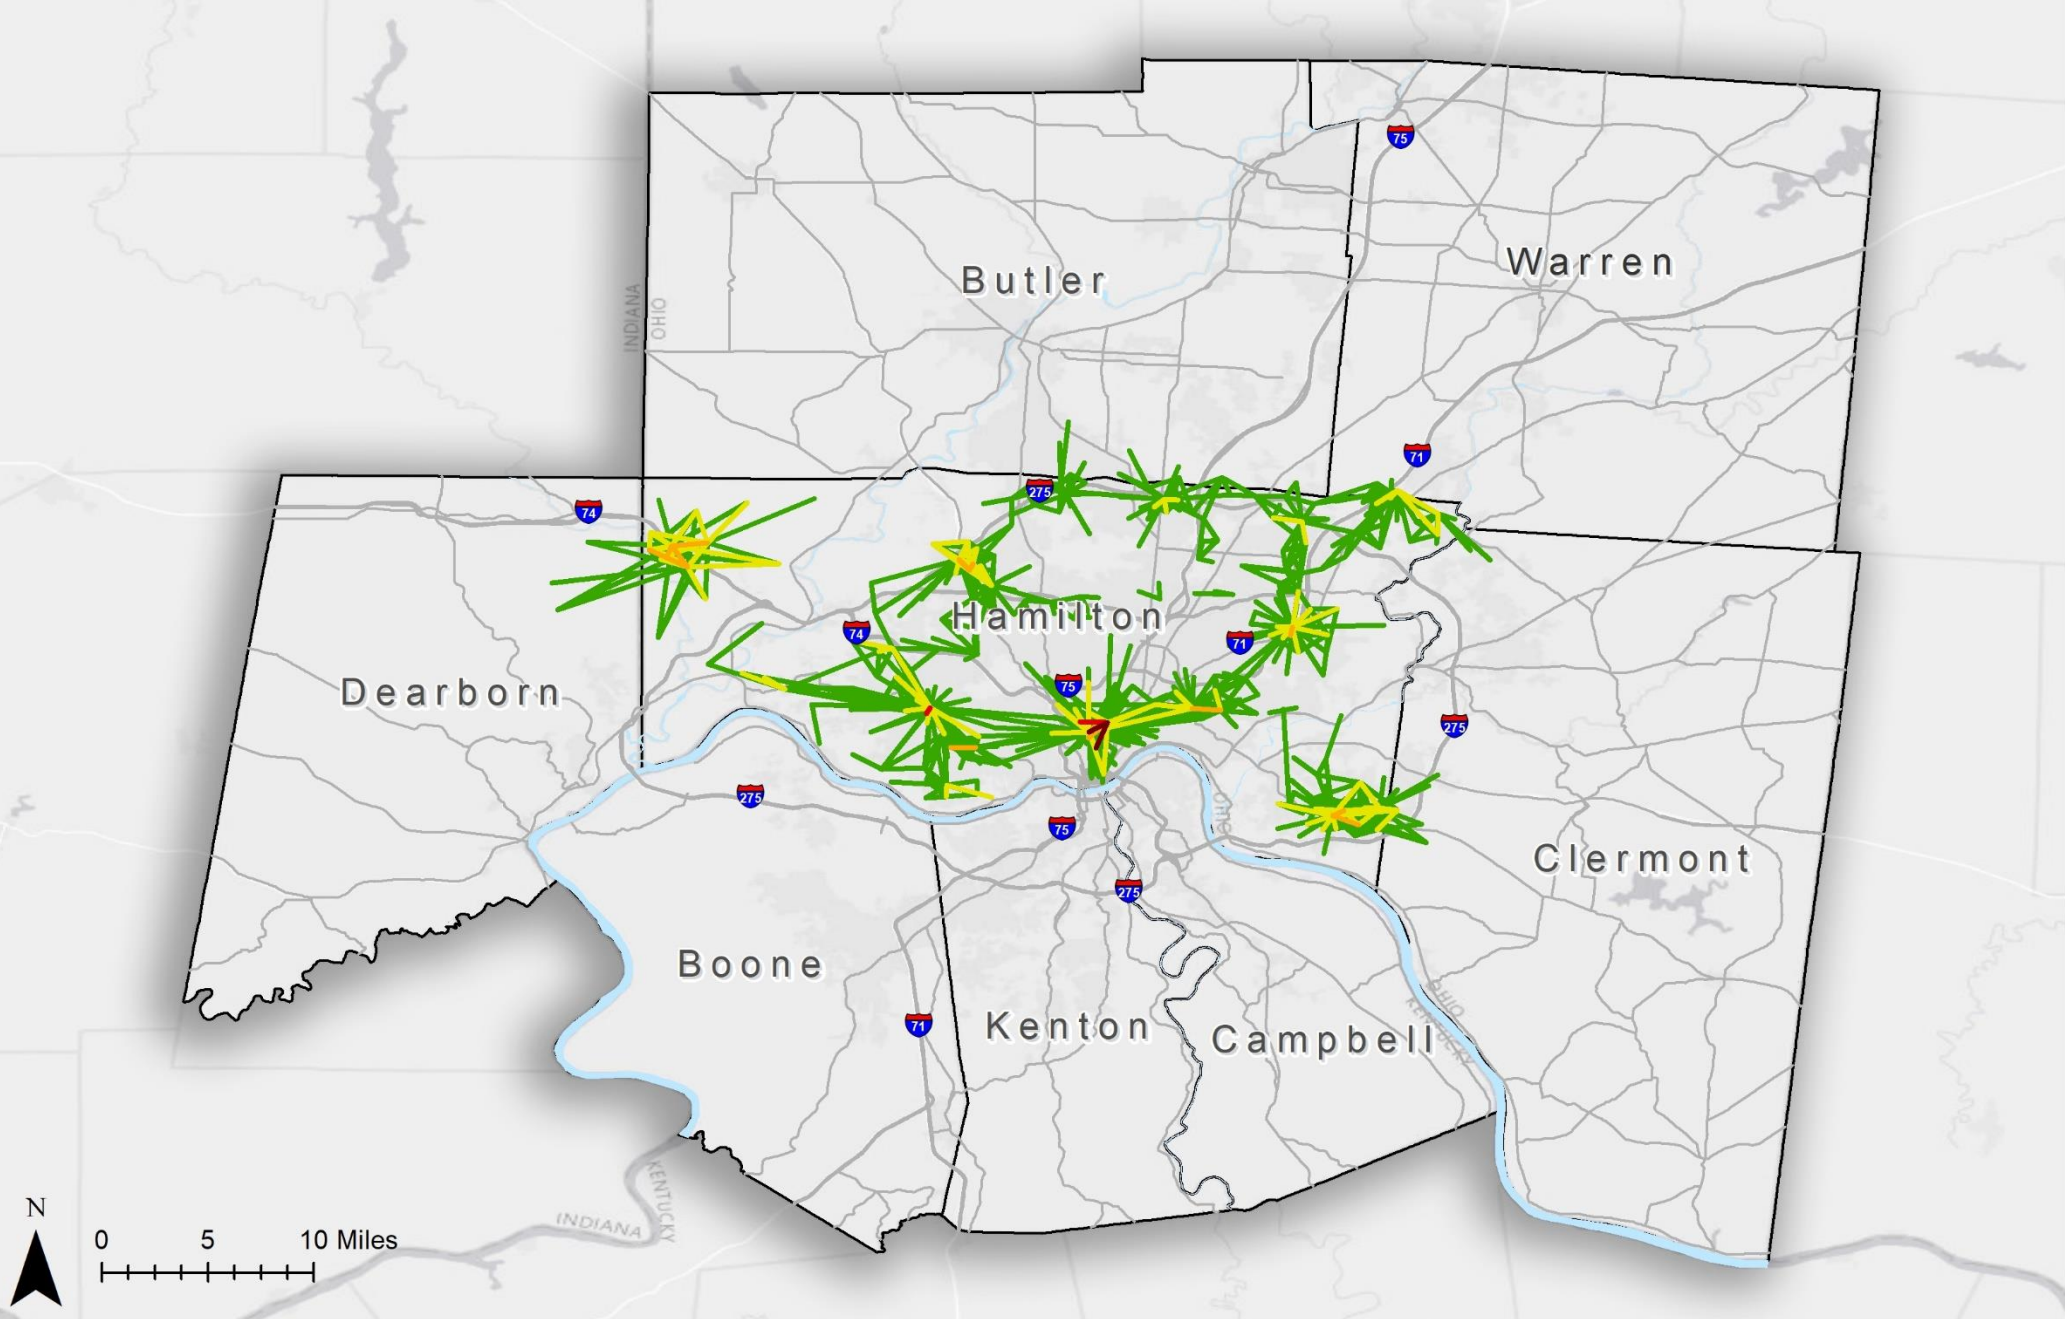 75
Warren
Butler
INDIANA
OHIO
71
275
74
Hamilton
74
71
75
Dearborn
275
275
Ohio
75
Clermont
275
Boone
OHIO
KENTUCKY
71
Kenton
Campbell
KENTUCKY
INDIANA
N
0 5 10 Miles